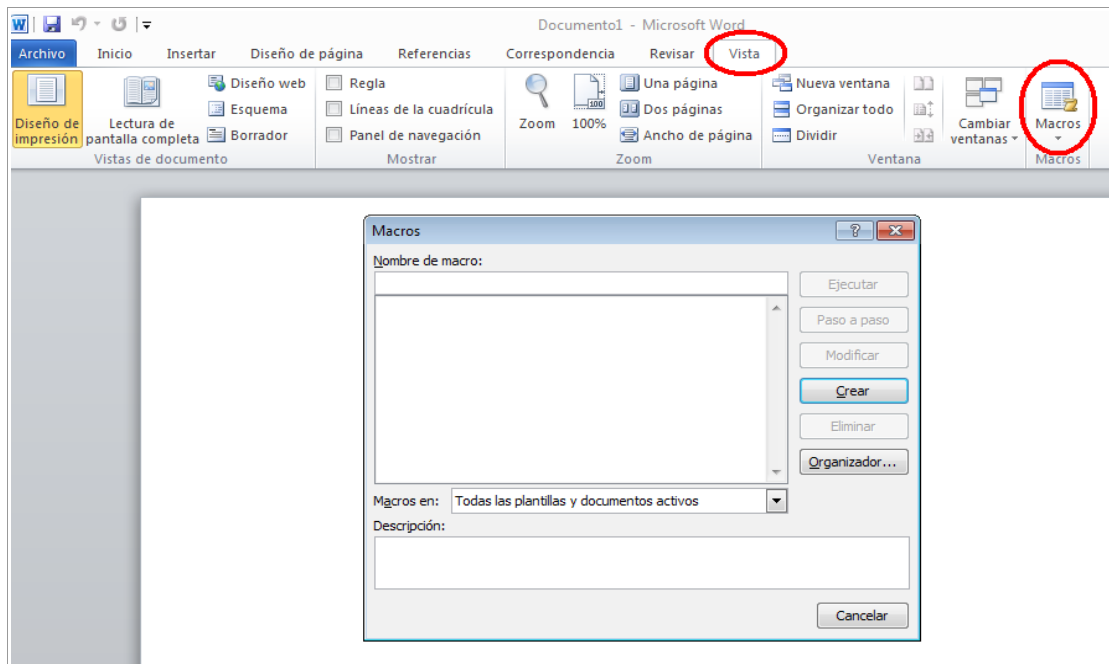 Documento1 - Microsoft Word
Archivo Inicio Insertar Diseño de página Referencias Correspondencia Revisar Vista
Diseño de impresión
Lectura de pantalla completa
Diseño web
Esquema
Borrador
Vistas de documento
Regla
Líneas de la cuadrícula
Panel de navegación
Mostrar
Zoom
100
100%
Una página
Dos páginas
Ancho de página
Zoom
Nueva ventana
Organizar todo
Dividir
Cambiar ventanas
Ventana
Macros
Macros
Macros
Nombre de macro:
Ejecutar
Paso a paso
Modificar
Crear
Eliminar
Organizador...
Macros en: Todas las plantillas y documentos activos
Descripción:
Cancelar